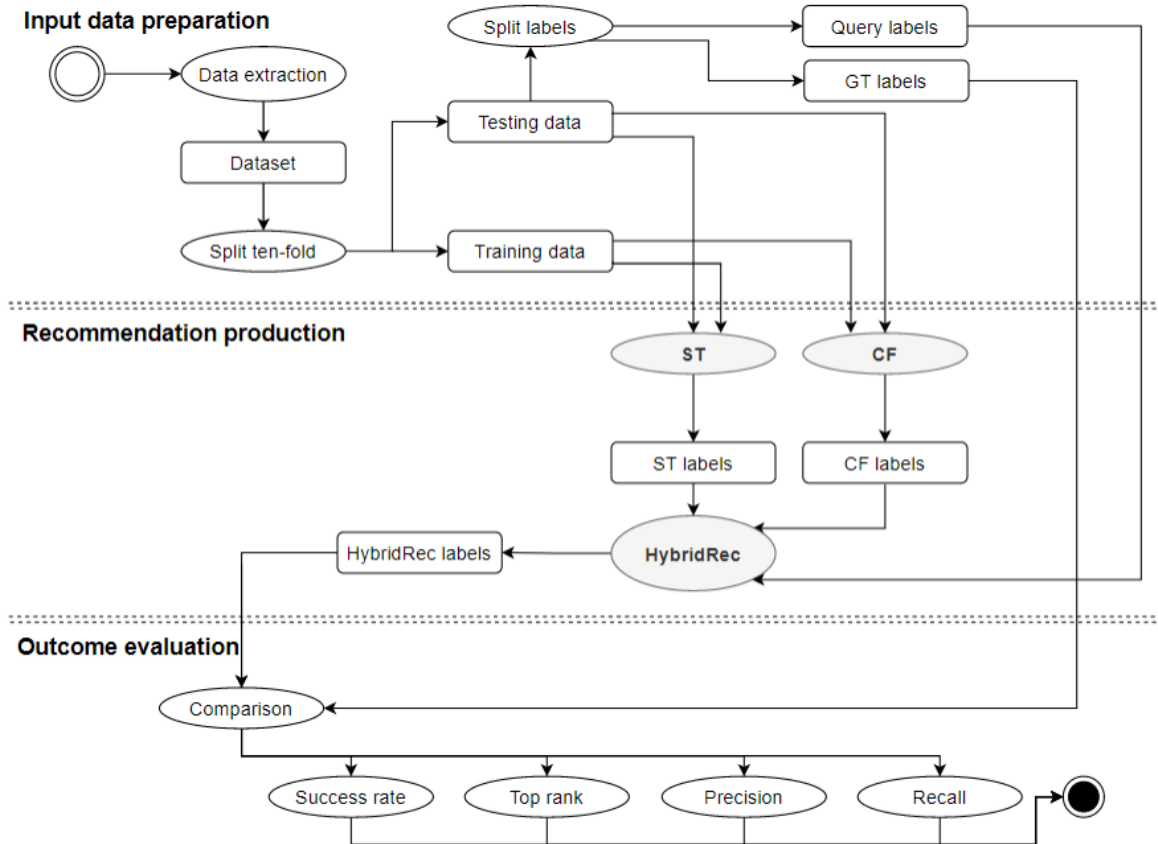 Input data preparation
Split labels
Query labels
Data extraction
GT labels
Testing data
Dataset
Split ten-fold
Training data
Recommendation production
ST
CF
ST labels
CF labels
HybridRec labels
HybridRec
Outcome evaluation
Comparison
Success rate
Top rank
Precision
Recall